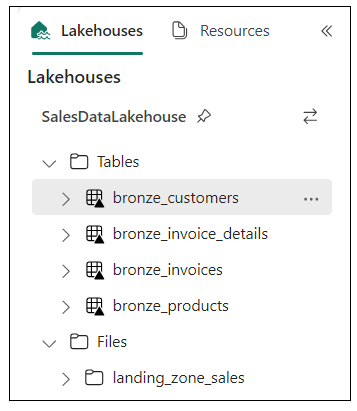 Lakehouses Resources
Lakehouses
SalesDataLakehouse
Tables
bronze_customers
bronze_invoice_details
bronze_invoices
bronze_products
Files
landing_zone_sales